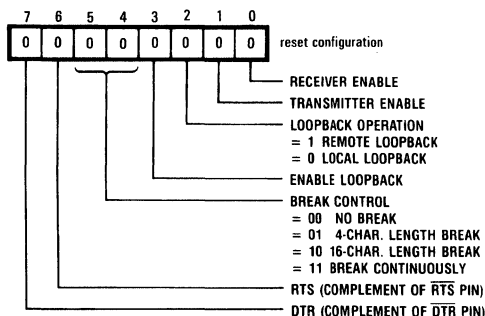 7 6 5 4 3 2 1 0
0 0 0 0 0 0 0 0 reset configuration
RECEIVER ENABLE
TRANSMITTER ENABLE
LOOPBACK OPERATION
= 1 REMOTE LOOPBACK
= 0 LOCAL LOOPBACK
ENABLE LOOPBACK
BREAK CONTROL
= 00 NO BREAK
= 01 4-CHAR. LENGTH BREAK
= 10 16-CHAR. LENGTH BREAK
= 11 BREAK CONTINUOUSLY
RTS (COMPLEMENT OF R̅T̅S̅ PIN)
DTR (COMPLEMENT OF D̅T̅R̅ PIN)